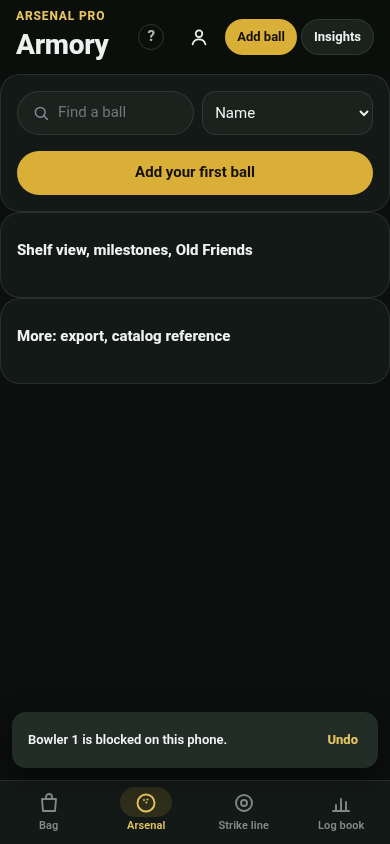 ARSENAL PRO
Armory
?
Add ball
Insights
Find a ball
Name
Add your first ball
Shelf view, milestones, Old Friends
More: export, catalog reference
Bowler 1 is blocked on this phone.
Undo
Bag
Arsenal
Strike line
Log book